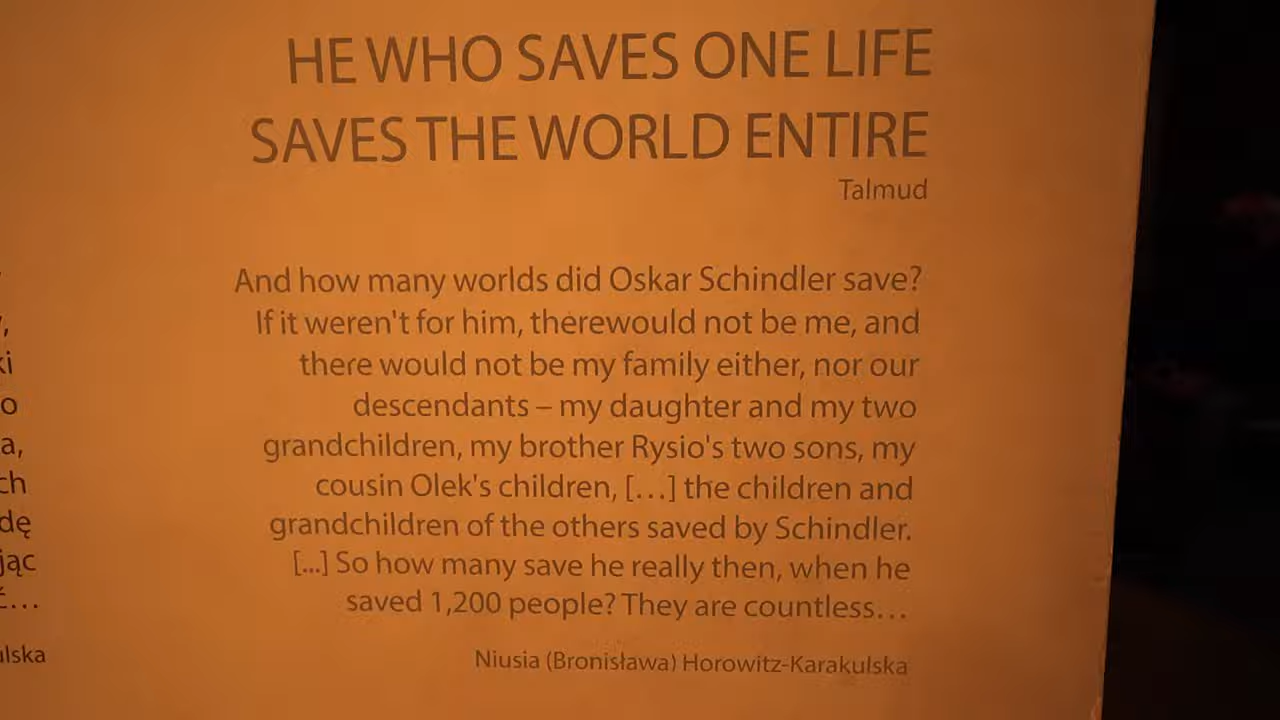 HE WHO SAVES ONE LIFE
SAVES THE WORLD ENTIRE
Talmud
And how many worlds did Oskar Schindler save?
If it weren't for him, therewould not be me, and
there would not be my family either, nor our
descendants – my daughter and my two
grandchildren, my brother Rysio's two sons, my
cousin Olek's children, […] the children and
grandchildren of the others saved by Schindler.
[...] So how many save he really then, when he
saved 1,200 people? They are countless…
Niusia (Bronisława) Horowitz-Karakulska